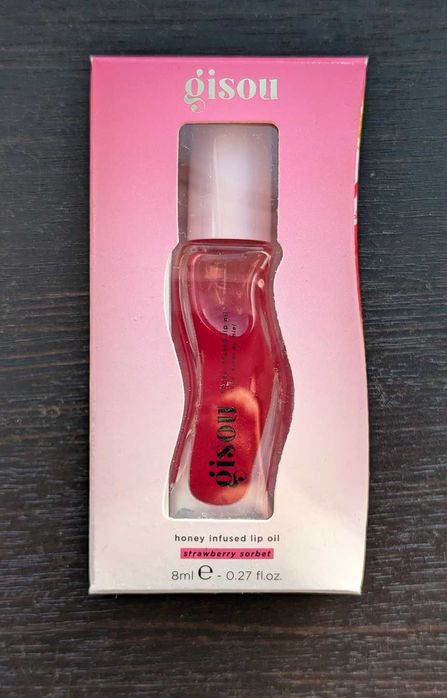 gisou
gisou
honey infused lip oil
strawberry sorbet
8ml ℮ - 0.27 fl.oz.